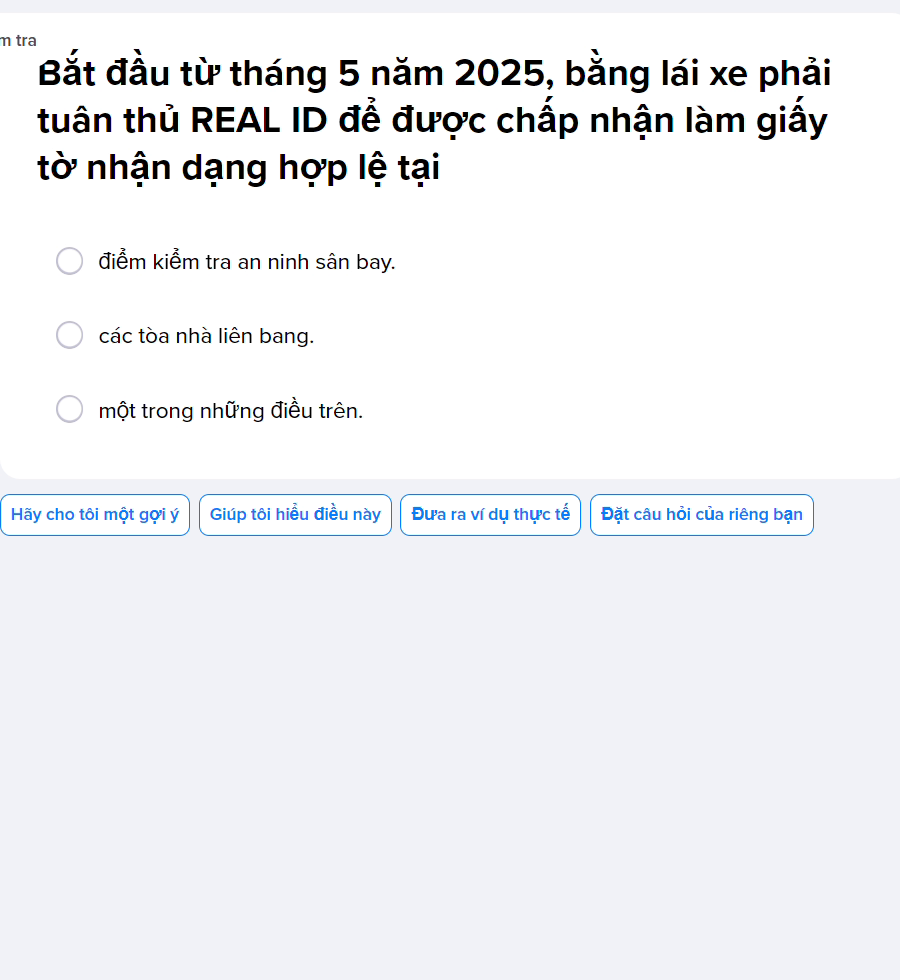 m tra
Bắt đầu từ tháng 5 năm 2025, bằng lái xe phải
tuân thủ REAL ID để được chấp nhận làm giấy
tờ nhận dạng hợp lệ tại
điểm kiểm tra an ninh sân bay.
các tòa nhà liên bang.
một trong những điều trên.
Hãy cho tôi một gợi ý
Giúp tôi hiểu điều này
Đưa ra ví dụ thực tế
Đặt câu hỏi của riêng bạn